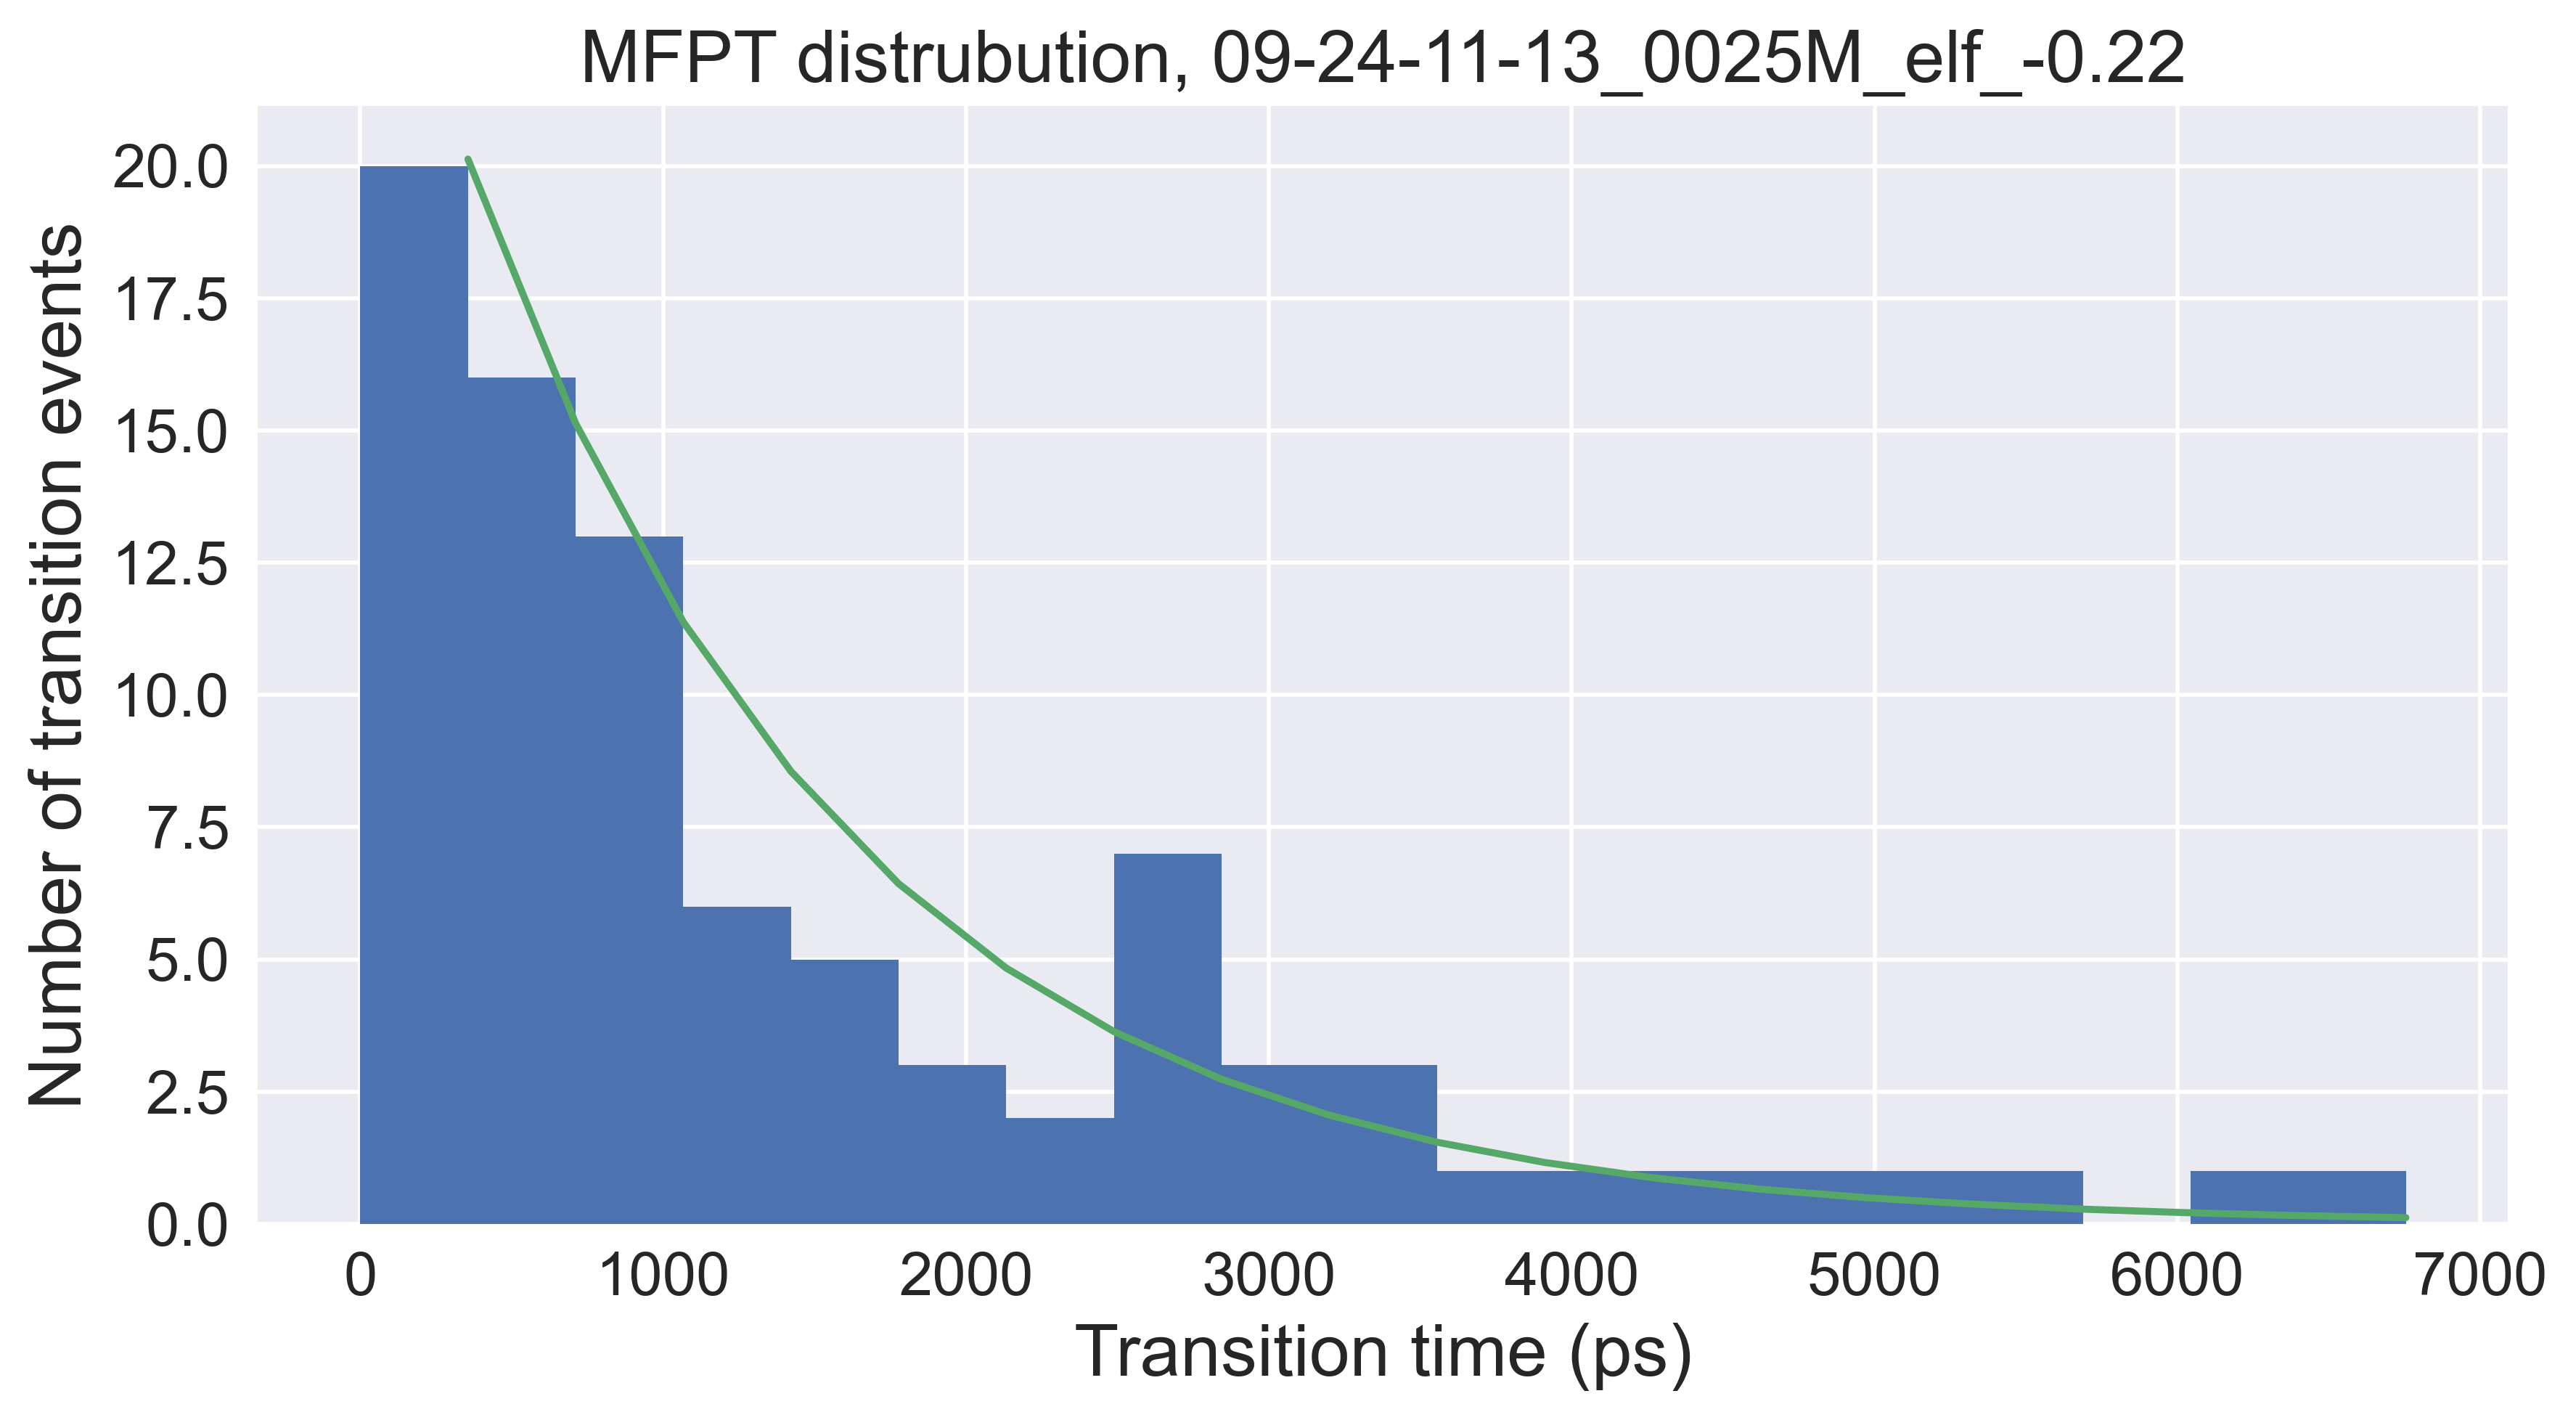 MFPT distrubution, 09-24-11-13_0025M_elf_-0.22
Number of transition events
20.0
17.5
15.0
12.5
10.0
7.5
5.0
2.5
0.0
0 1000 2000 3000 4000 5000 6000 7000
Transition time (ps)